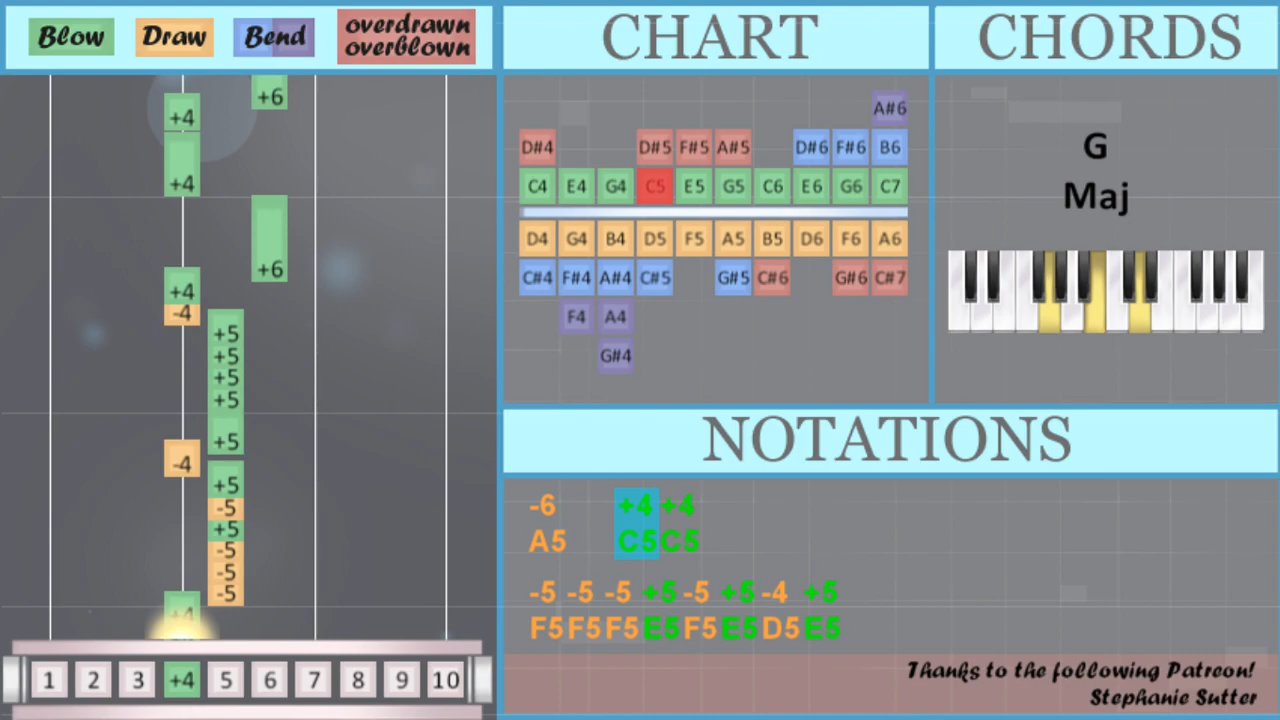 Blow Draw Bend overdrawn
overblown
CHART
CHORDS
+6
+4
+4
+6
+4
-4
+5
+5
+5
+5
+5
-4
+5
-5
+5
-5
-5
-5
+4
1 2 3 +4 5 6 7 8 9 10
A#6
D#4 D#5 F#5 A#5 D#6 F#6 B6
C4 E4 G4 C5 E5 G5 C6 E6 G6 C7
D4 G4 B4 D5 F5 A5 B5 D6 F6 A6
C#4 F#4 A#4 C#5 G#5 C#6 G#6 C#7
F4 A4
G#4
G
Maj
NOTATIONS
-6 +4 +4
A5 C5 C5
-5 -5 -5 +5 -5 +5 -4 +5
F5 F5 F5 E5 F5 E5 D5 E5
Thanks to the following Patreon!
Stephanie Sutter